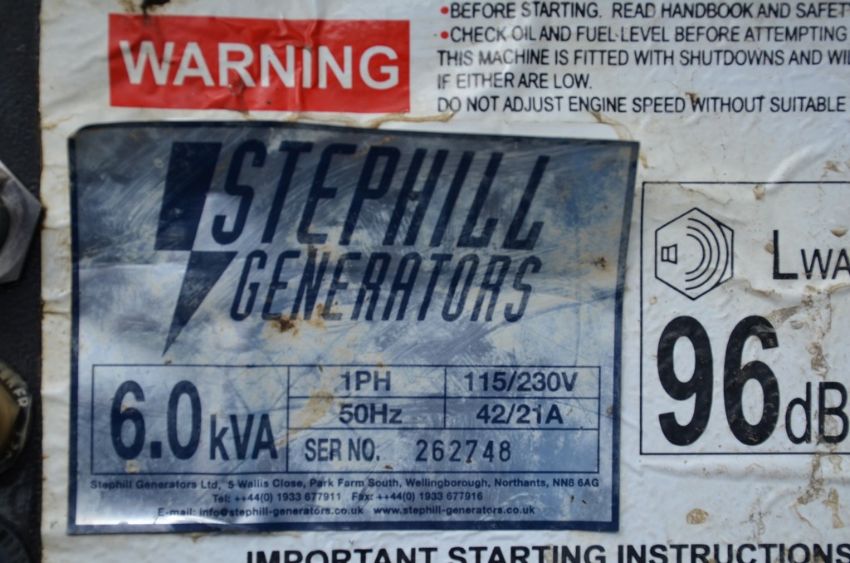 WARNING
•BEFORE STARTING. READ HANDBOOK AND SAFET
•CHECK OIL AND FUEL LEVEL BEFORE ATTEMPTING
THIS MACHINE IS FITTED WITH SHUTDOWNS AND WIL
IF EITHER ARE LOW.
DO NOT ADJUST ENGINE SPEED WITHOUT SUITABLE
STEPHILL
GENERATORS
6.0 kVA
1PH 115/230V
50Hz 42/21A
SER NO. 262748
Stephill Generators Ltd, 5 Wallis Close, Park Farm South, Wellingborough, Northants, NN8 6AG
Tel: ++44(0) 1933 677911 Fax: ++44(0) 1933 677916
E-mail: info@stephill-generators.co.uk www.stephill-generators.co.uk
LWA
96dB
IMPORTANT STARTING INSTRUCTIONS